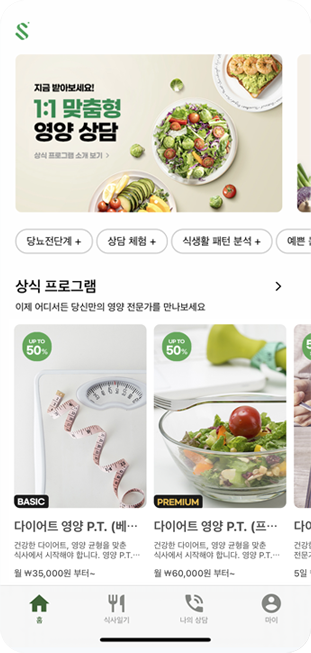 S
지금 받아보세요!
1:1 맞춤형
영양 상담
상식 프로그램 소개 보기 >
당뇨전단계 +
상담 체험 +
식생활 패턴 분석 +
예쁜
상식 프로그램 >
이제 어디서든 당신만의 영양 전문가를 만나보세요
UP TO
50%
UP TO
50%
5
BASIC
PREMIUM
다이어트 영양 P.T. (베...
다이어트 영양 P.T. (프...
다이
건강한 다이어트, 영양 균형을 맞춘
식사에서 시작해야 합니다. 영양 P.T....
건강한 다이어트, 영양 균형을 맞춘
식사에서 시작해야 합니다. 영양 P.T....
건강
전문가
월 ₩35,000원 부터~
월 ₩60,000원 부터~
5일
홈
식사일기
나의 상담
마이